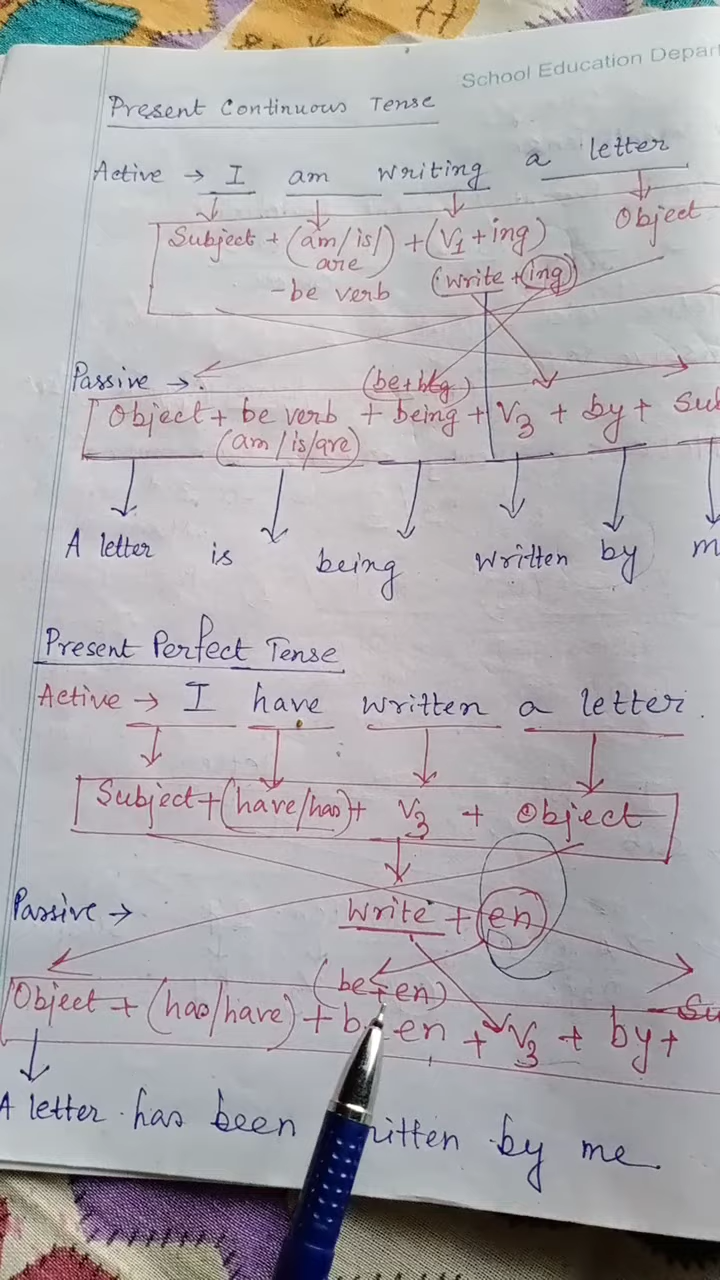 School Education Depar
Present Continuous Tense
Active → I am writing a letter
Subject + (am/is/are) + (V1 + ing) Object
- be verb (write + ing)
Passive →
(be + ing)
Object + be verb + being + V3 + by + Su
(am/is/are)
A letter is being written by m
Present Perfect Tense
Active → I have written a letter.
Subject + (have/has) + V3 + Object
Passive → Write + en
(be + en)
Object + (has/have) + been + V3 + by + Su
A letter has been written by me.